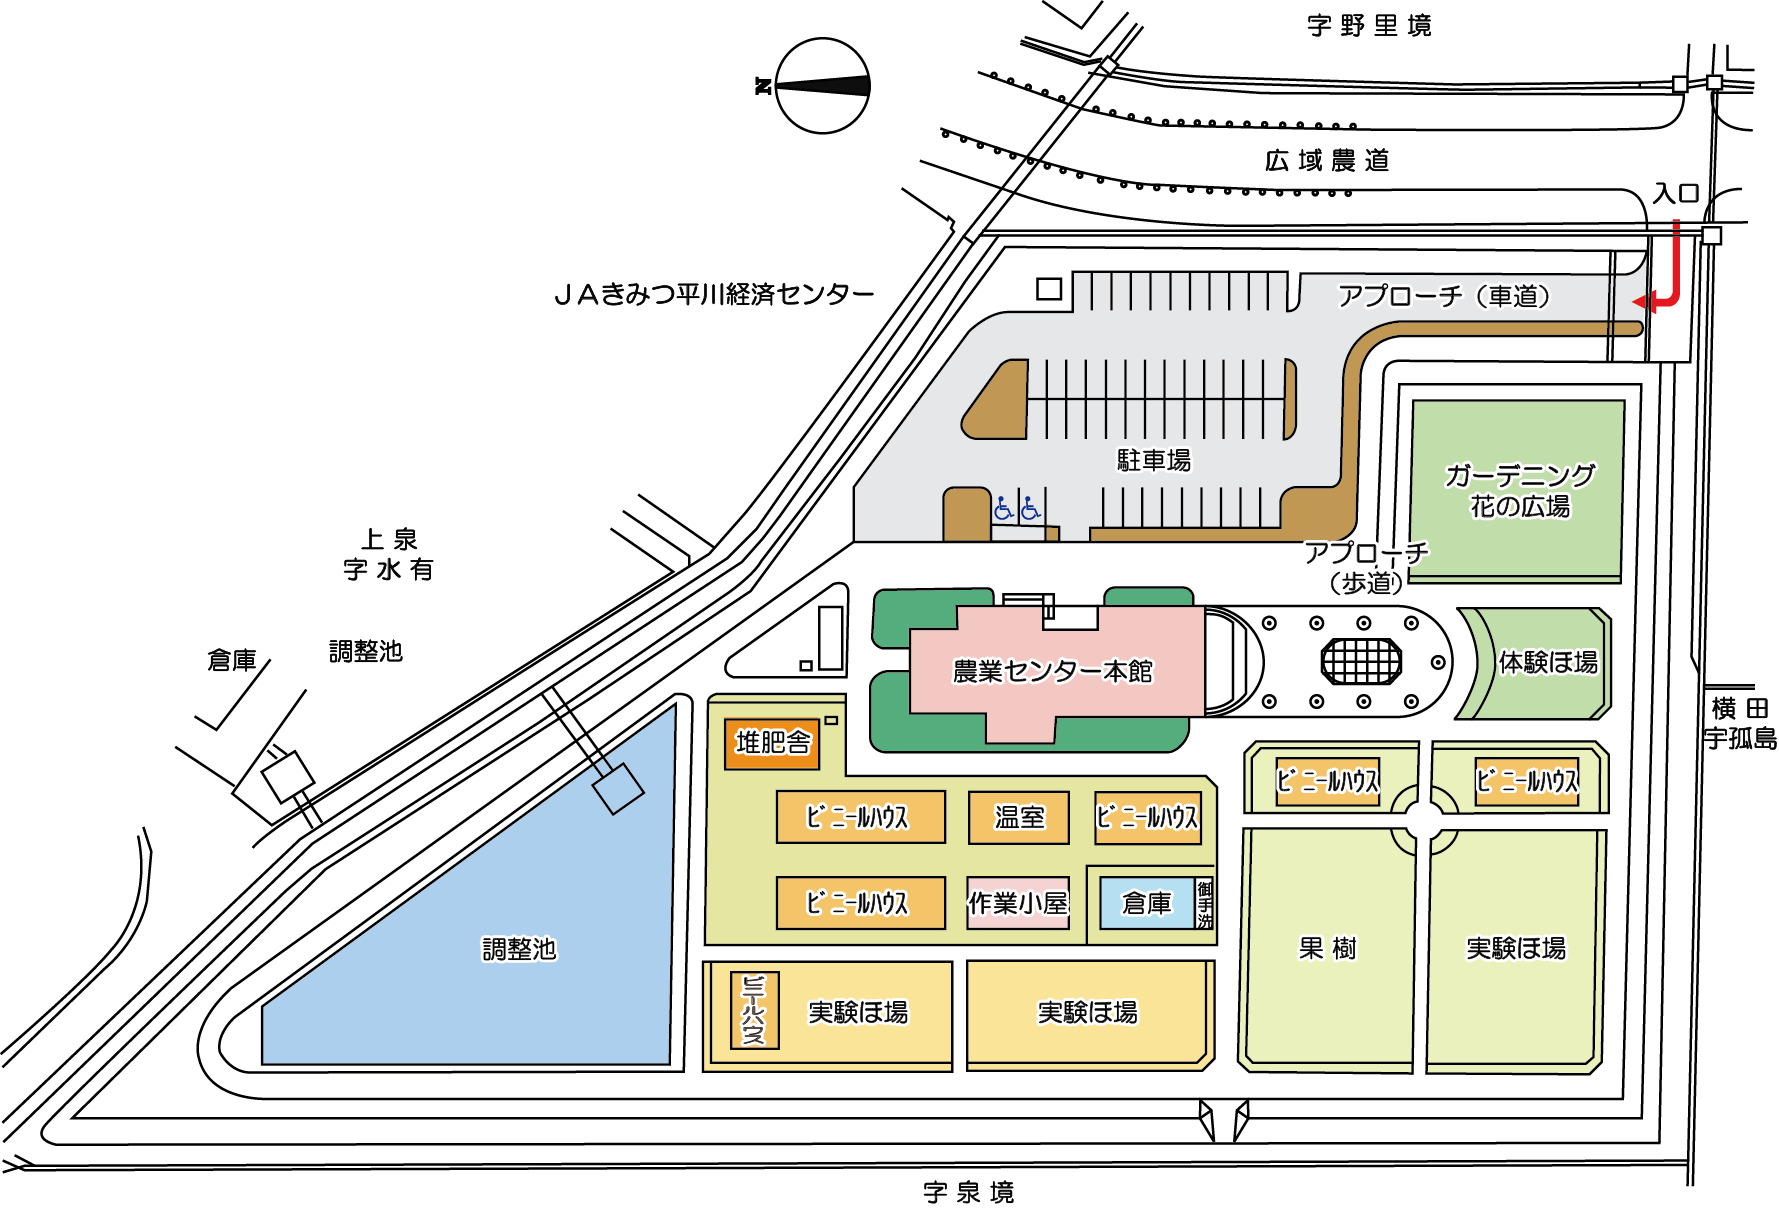 字野里境
N
広域農道
入口
JAきみつ平川経済センター
アプローチ（車道）
駐車場
ガーデニング
花の広場
上泉
字水有
アプローチ
（歩道）
倉庫
調整池
農業センター本館
体験ほ場
横田
字孤島
堆肥舎
ビニールハウス
ビニールハウス
ビニールハウス
温室
ビニールハウス
ビニールハウス
作業小屋
倉庫
御手洗
調整池
果樹
実験ほ場
ビニールハウス
実験ほ場
実験ほ場
字泉境